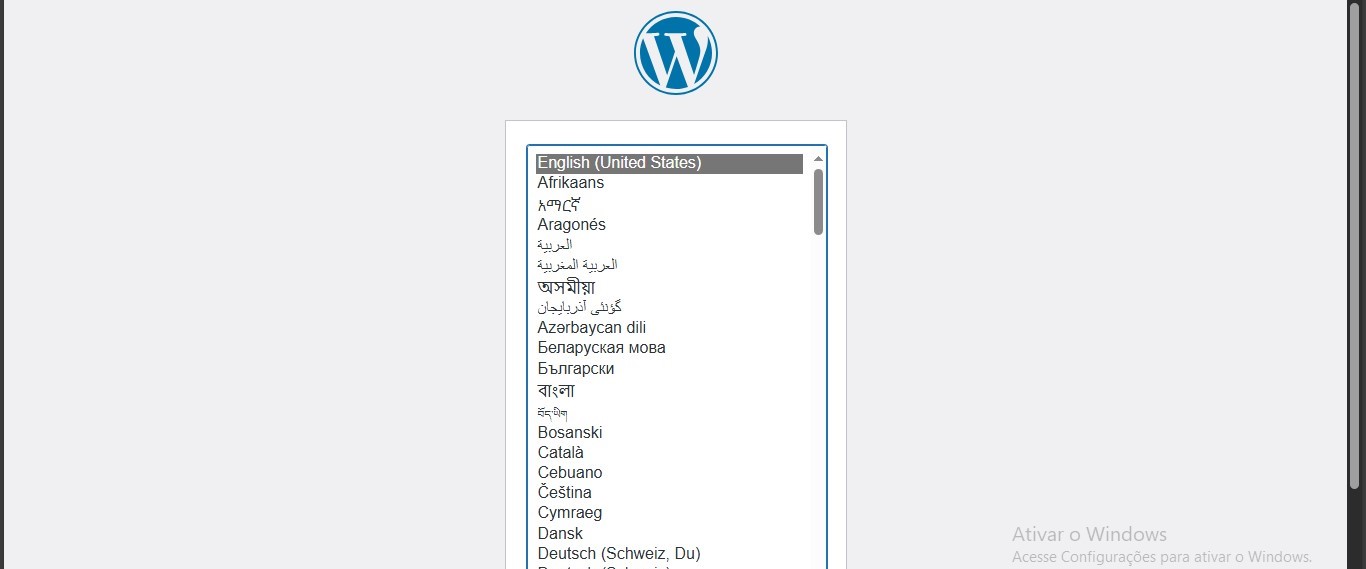 English (United States)
Afrikaans
አማርኛ
Aragonés
العربية
العربية المغربية
অসমীয়া
گؤنئی آذربایجان
Azərbaycan dili
Беларуская мова
Български
বাংলা
བོད་ཡིག
Bosanski
Català
Cebuano
Čeština
Cymraeg
Dansk
Deutsch (Schweiz, Du)
Ativar o Windows
Acesse Configurações para ativar o Windows.